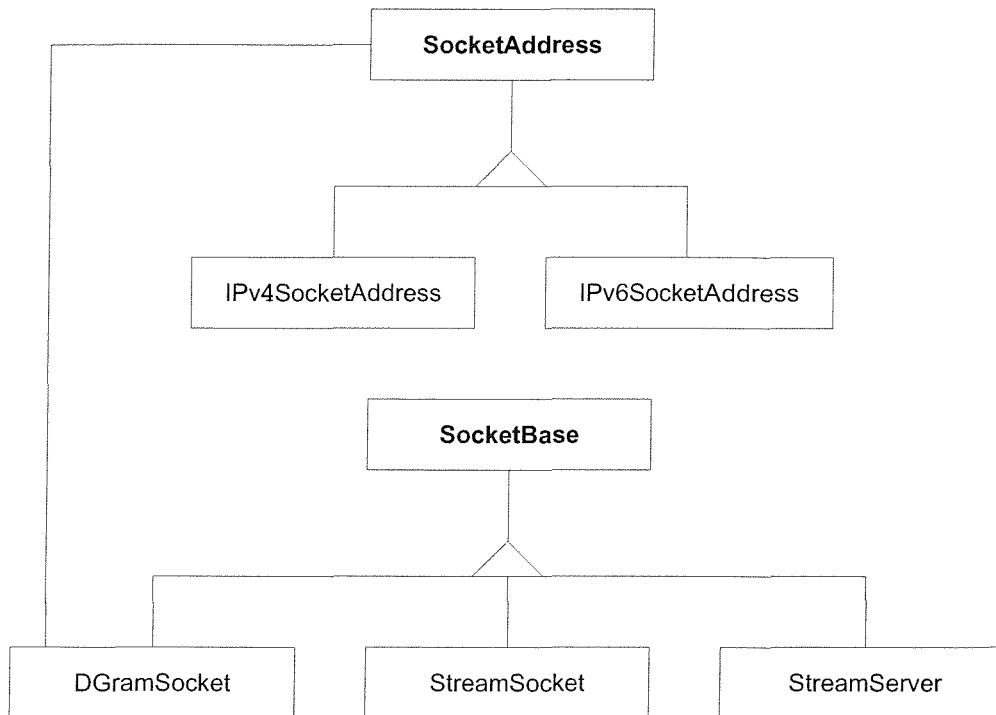 SocketAddress
IPv4SocketAddress
IPv6SocketAddress
SocketBase
DGramSocket
StreamSocket
StreamServer